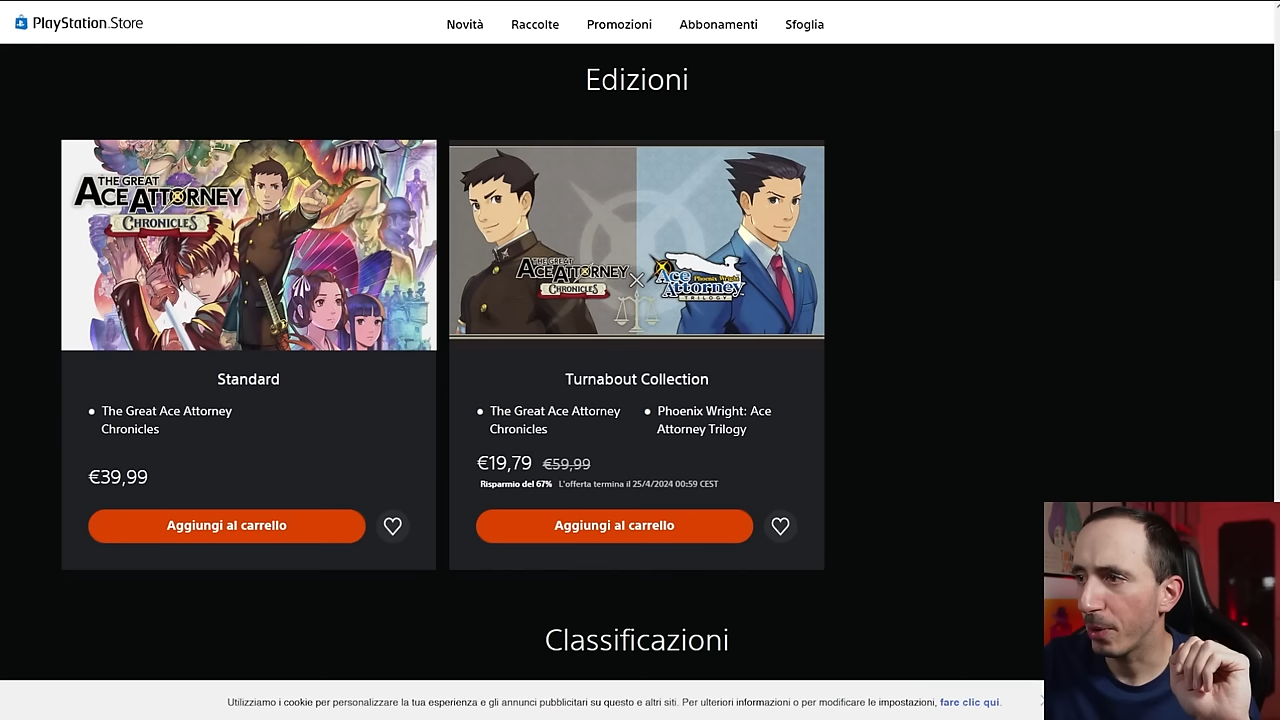 PlayStation.Store
Novità
Raccolte
Promozioni
Abbonamenti
Sfoglia
Edizioni
THE GREAT
ACE ATTORNEY
CHRONICLES
THE GREAT
ACE ATTORNEY
CHRONICLES
Phoenix Wright
Ace
Attorney
TRILOGY
Standard
The Great Ace Attorney
Chronicles
€39,99
Aggiungi al carrello
Turnabout Collection
The Great Ace Attorney
Chronicles
Phoenix Wright: Ace
Attorney Trilogy
€19,79 €59,99
Risparmio del 67% L'offerta termina il 25/4/2024 00:59 CEST
Aggiungi al carrello
Classificazioni
Utilizziamo i cookie per personalizzare la tua esperienza e gli annunci pubblicitari su questo e altri siti. Per ulteriori informazioni o per modificare le impostazioni, fare clic qui.